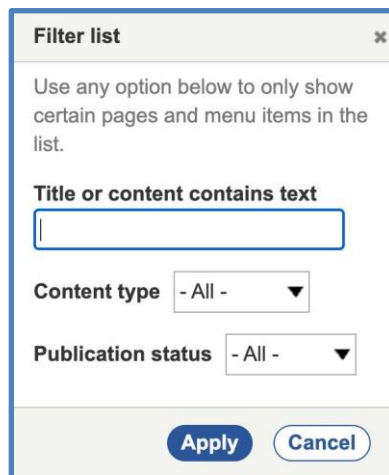 Filter list
Use any option below to only show
certain pages and menu items in the
list.
Title or content contains text
Content type - All -
Publication status - All -
Apply Cancel